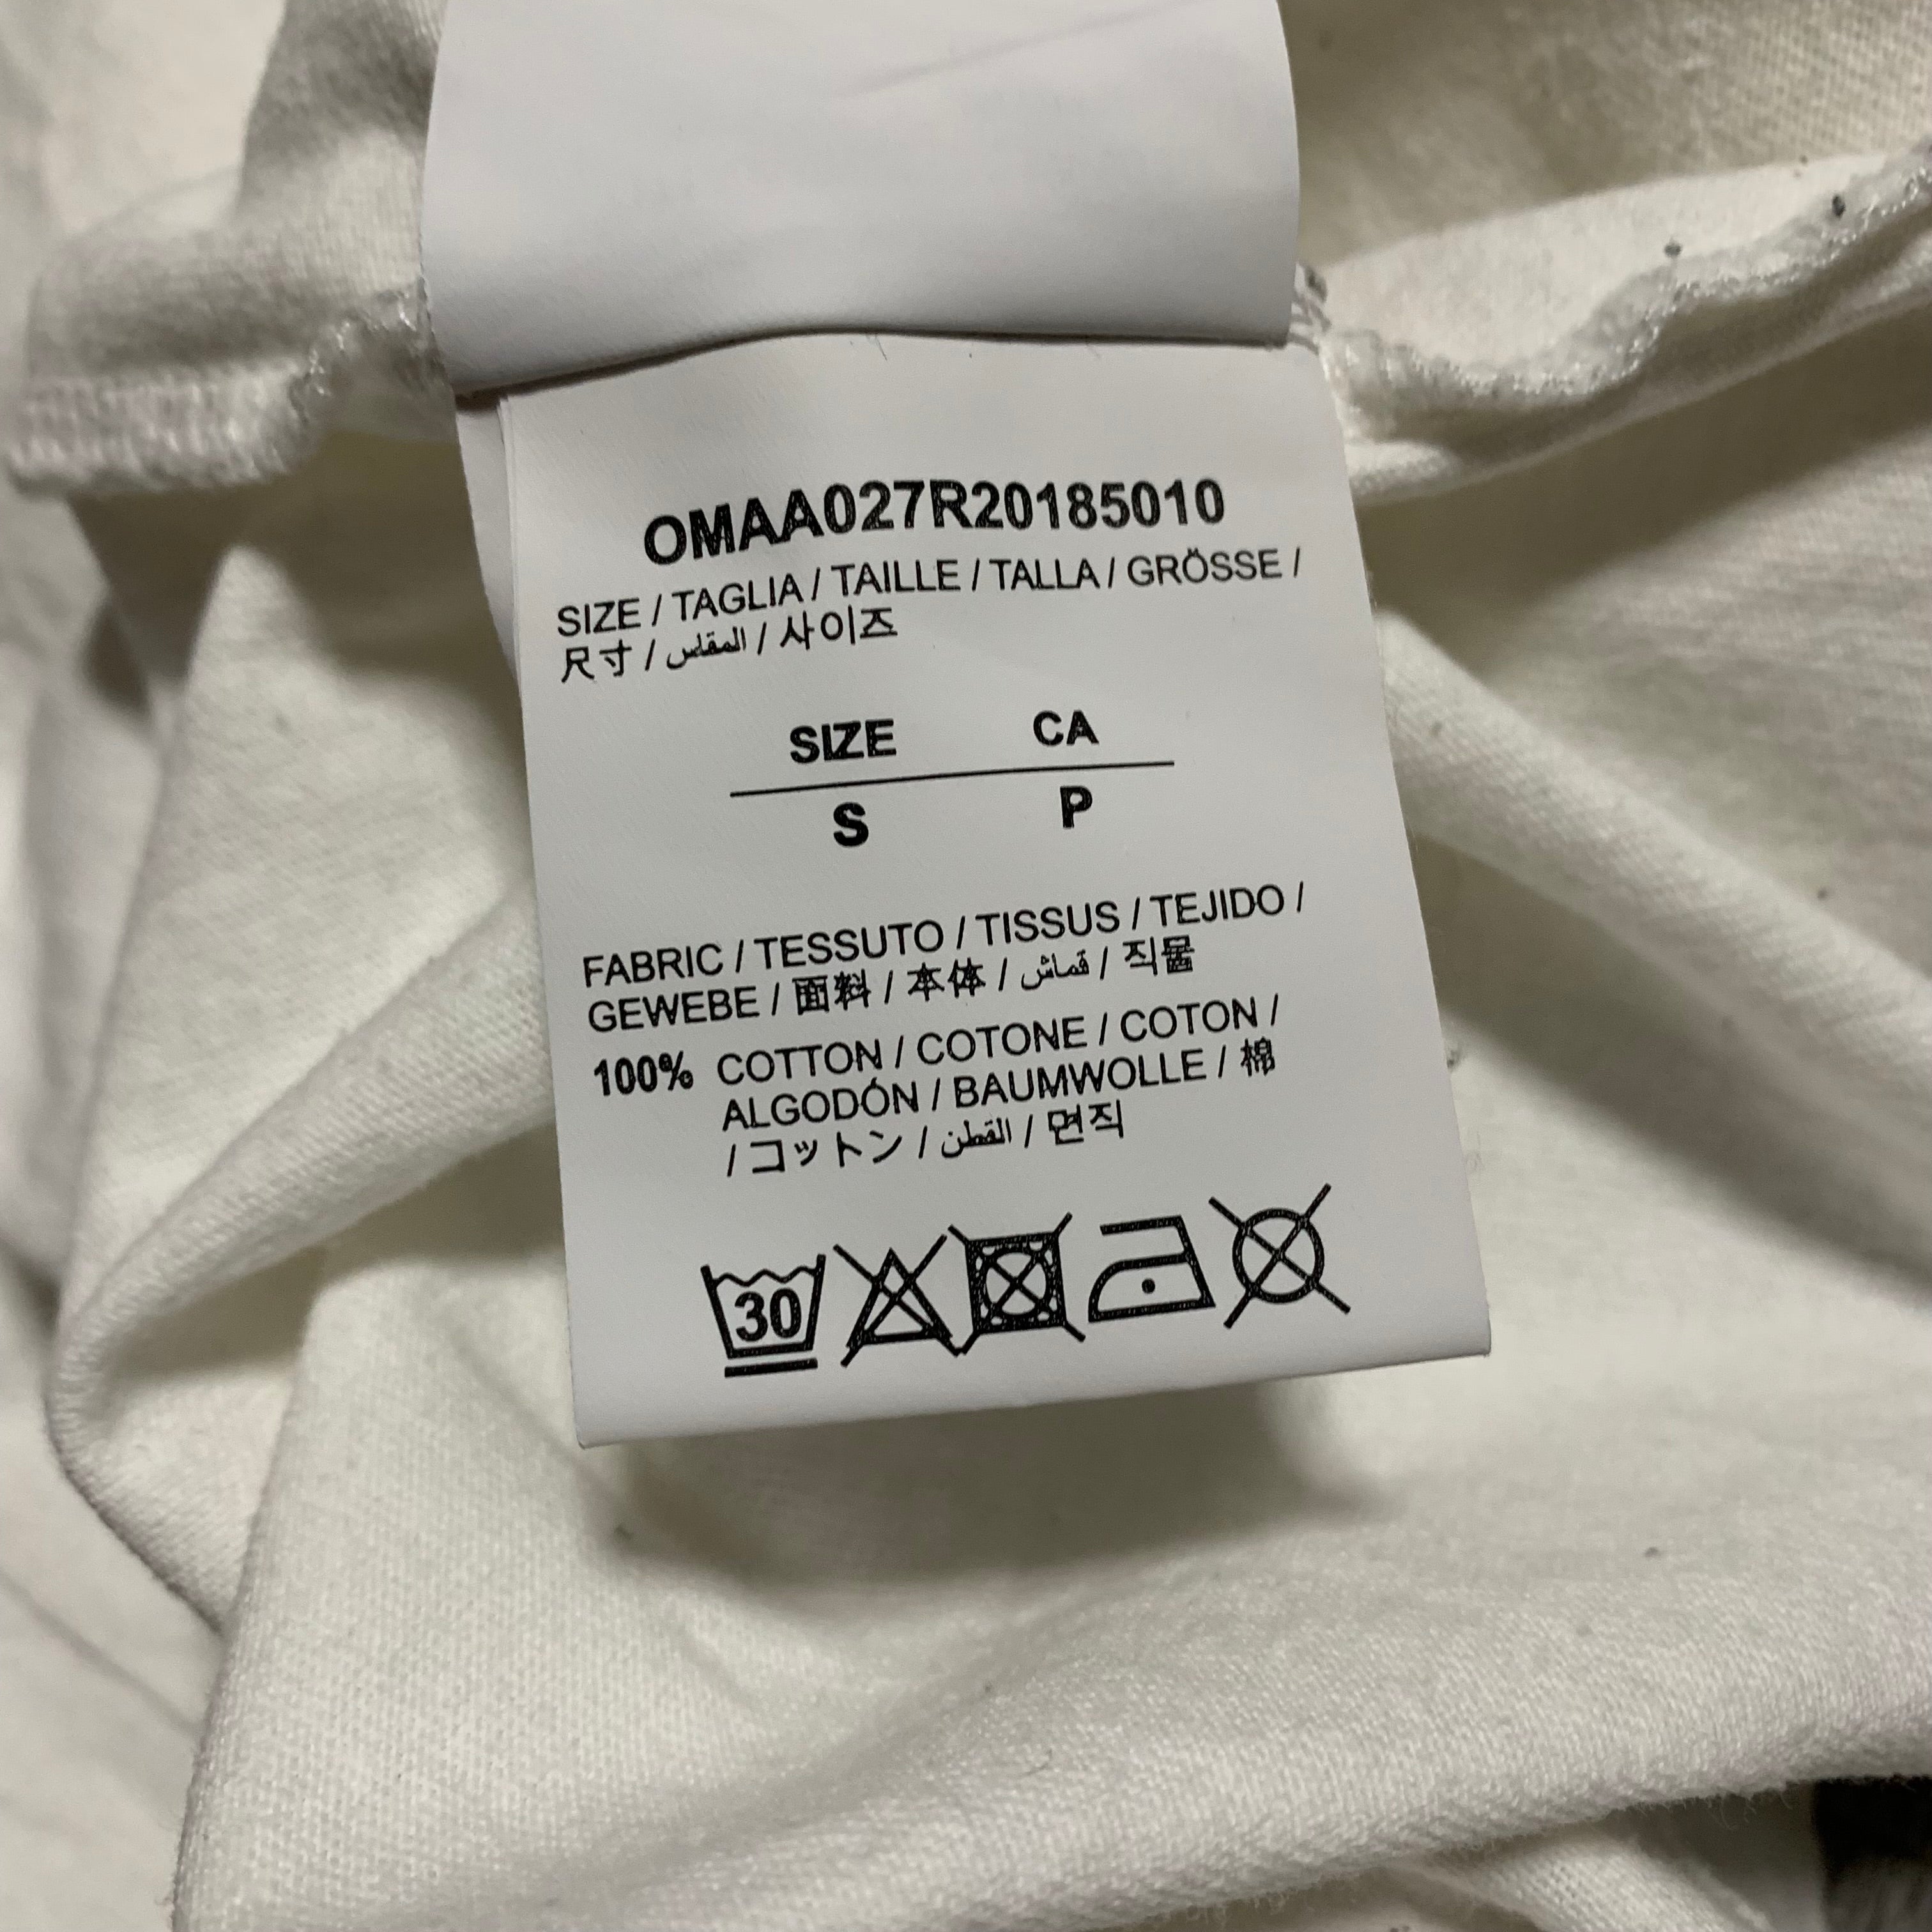 OMAA027R20185010
SIZE / TAGLIA / TAILLE / TALLA / GRÖSSE /
尺寸 / المقاس / 사이즈
SIZE CA
S P
FABRIC / TESSUTO / TISSUS / TEJIDO /
GEWEBE / 面料 / 本体 / قماش / 직물
100% COTTON / COTONE / COTON /
ALGODÓN / BAUMWOLLE / 棉
/ コットン / القطن / 면직
30